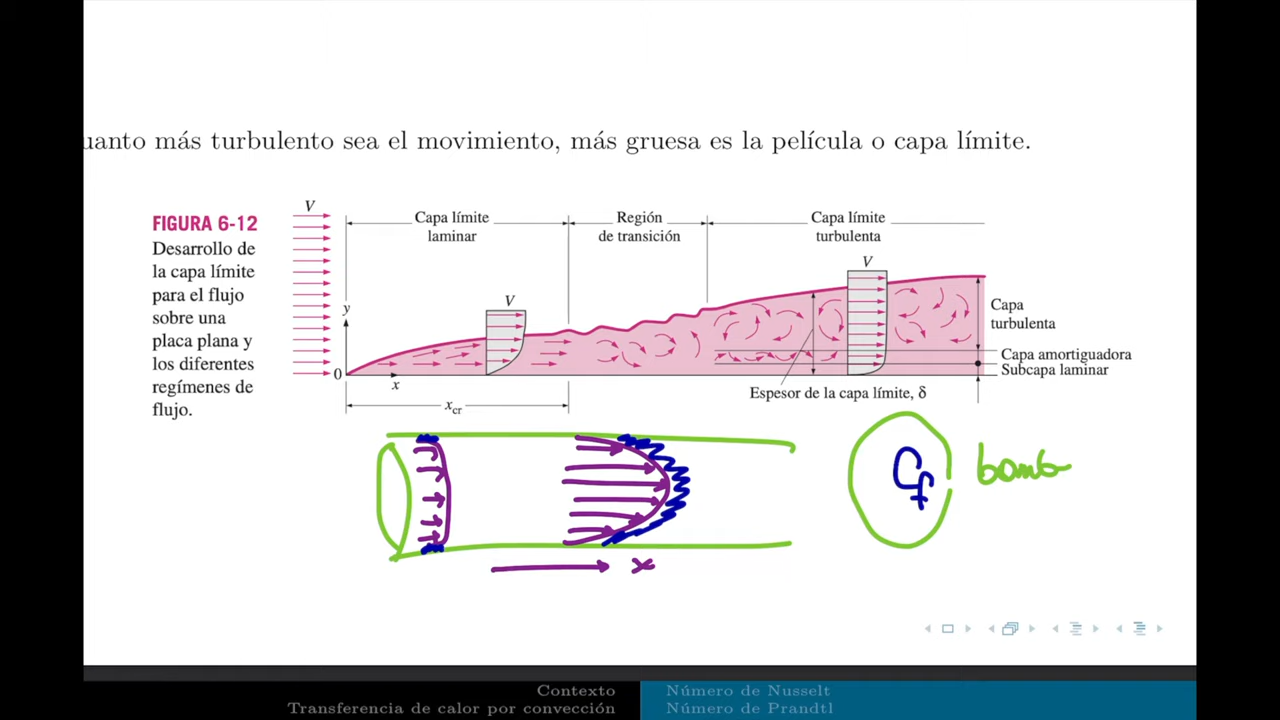 uanto más turbulento sea el movimiento, más gruesa es la película o capa límite.
FIGURA 6-12
Desarrollo de
la capa límite
para el flujo
sobre una
placa plana y
los diferentes
regímenes de
flujo.
V
Capa límite
laminar
Región
de transición
Capa límite
turbulenta
V
V
y
0
x
x cr
Capa
turbulenta
Capa amortiguadora
Subcapa laminar
Espesor de la capa límite, δ
x
Cf
bomb
Contexto
Transferencia de calor por convección
Número de Nusselt
Número de Prandtl